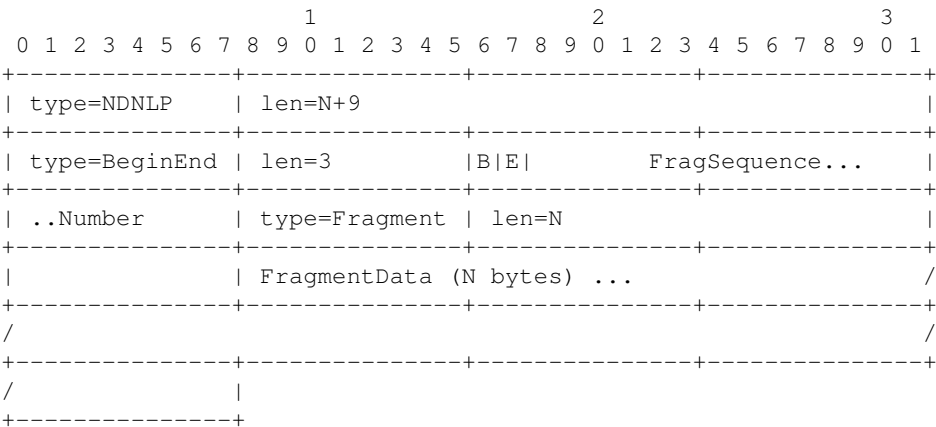 1                   2                   3
 0 1 2 3 4 5 6 7 8 9 0 1 2 3 4 5 6 7 8 9 0 1 2 3 4 5 6 7 8 9 0 1
+---------------+---------------+---------------+---------------+
| type=NDNLP    | len=N+9                                       |
+---------------+---------------+---------------+---------------+
| type=BeginEnd | len=3         |B|E|        FragSequence...    |
+---------------+---------------+---------------+---------------+
| ..Number      | type=Fragment | len=N                         |
+---------------+---------------+---------------+---------------+
|               | FragmentData (N bytes) ...                    /
+---------------+---------------+---------------+---------------+
/                                                               /
+---------------+---------------+---------------+---------------+
/               |
+---------------+